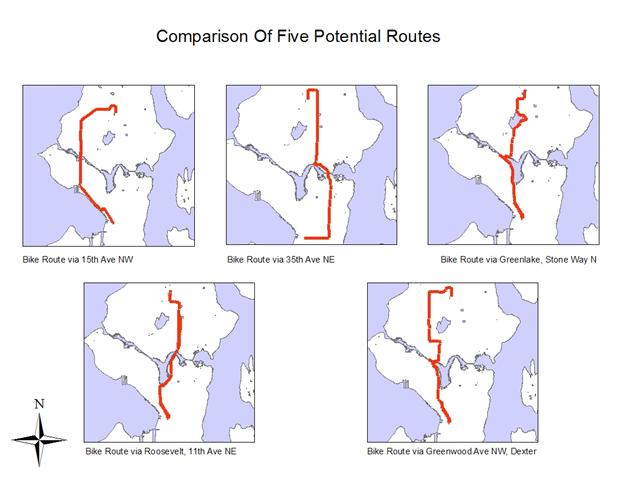 Comparison Of Five Potential Routes
Bike Route via 15th Ave NW
Bike Route via 35th Ave NE
Bike Route via Greenlake, Stone Way N
Bike Route via Roosevelt, 11th Ave NE
Bike Route via Greenwood Ave NW, Dexter
N